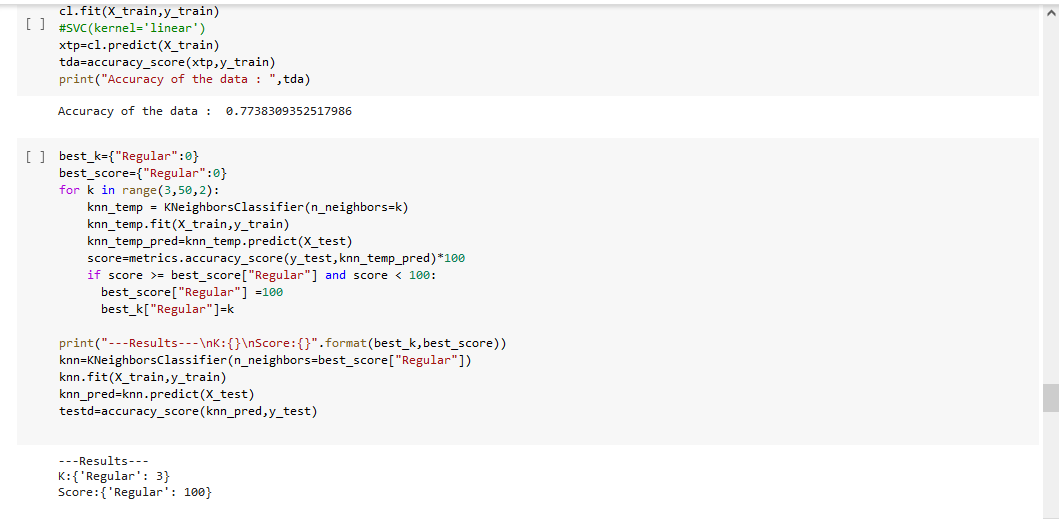 cl.fit(X_train,y_train)
[ ] #SVC(kernel='linear')
xtp=cl.predict(X_train)
tda=accuracy_score(xtp,y_train)
print("Accuracy of the data : ",tda)
Accuracy of the data :  0.7738309352517986
[ ] best_k={"Regular":0}
best_score={"Regular":0}
for k in range(3,50,2):
    knn_temp = KNeighborsClassifier(n_neighbors=k)
    knn_temp.fit(X_train,y_train)
    knn_temp_pred=knn_temp.predict(X_test)
    score=metrics.accuracy_score(y_test,knn_temp_pred)*100
    if score >= best_score["Regular"] and score < 100:
      best_score["Regular"] =100
      best_k["Regular"]=k
print("---Results---\nK:{}\nScore:{}".format(best_k,best_score))
knn=KNeighborsClassifier(n_neighbors=best_score["Regular"])
knn.fit(X_train,y_train)
knn_pred=knn.predict(X_test)
testd=accuracy_score(knn_pred,y_test)
---Results---
K:{'Regular': 3}
Score:{'Regular': 100}